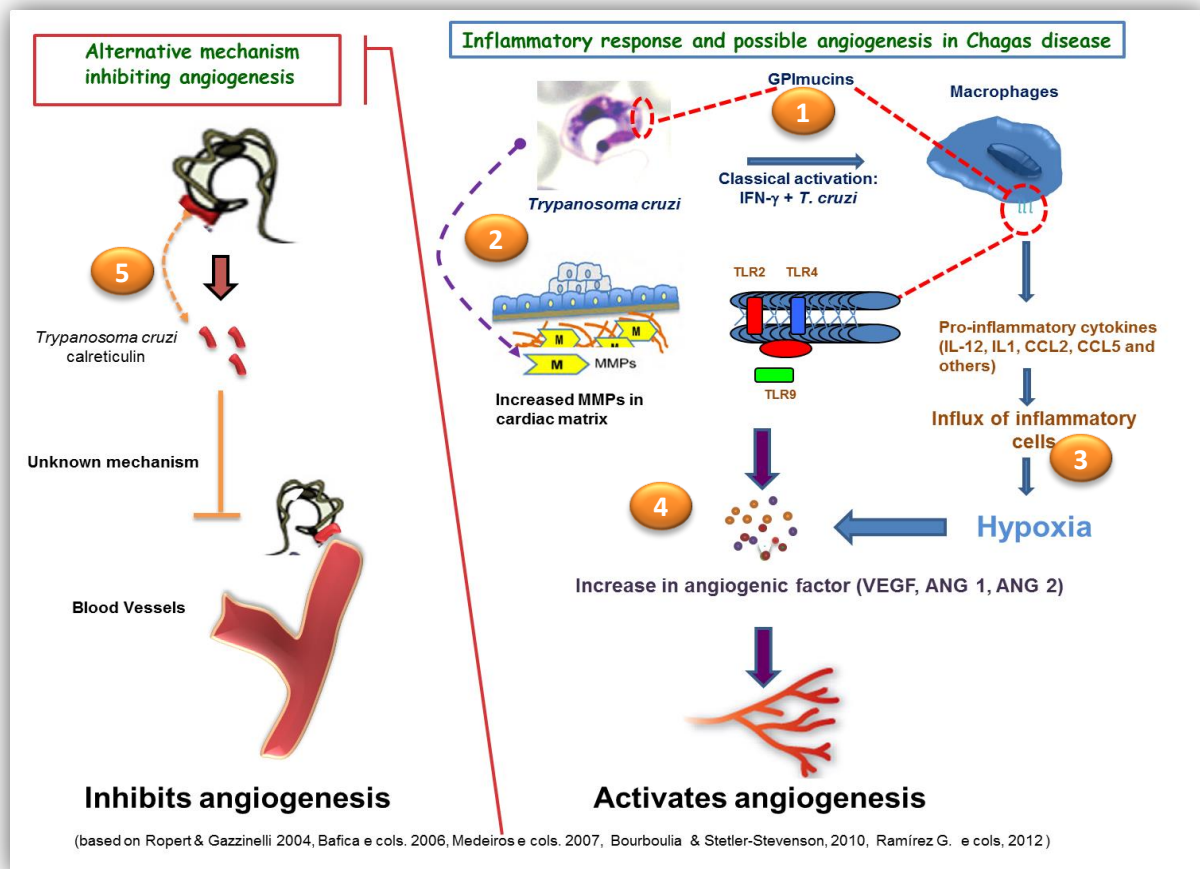 Alternative mechanism
inhibiting angiogenesis
5
Trypanosoma cruzi
calreticulin
Unknown mechanism
Blood Vessels
Inhibits angiogenesis
Inflammatory response and possible angiogenesis in Chagas disease
GPImucins
1
Macrophages
Classical activation:
IFN-γ + T. cruzi
Trypanosoma cruzi
2
M
M
M
M
MMPs
Increased MMPs in
cardiac matrix
TLR2
TLR4
TLR9
Pro-inflammatory cytokines
(IL-12, IL1, CCL2, CCL5 and
others)
Influx of inflammatory
cells
3
Hypoxia
4
Increase in angiogenic factor (VEGF, ANG 1, ANG 2)
Activates angiogenesis
(based on Ropert & Gazzinelli 2004, Bafica e cols. 2006, Medeiros e cols. 2007, Bourboulia & Stetler-Stevenson, 2010, Ramírez G. e cols, 2012)